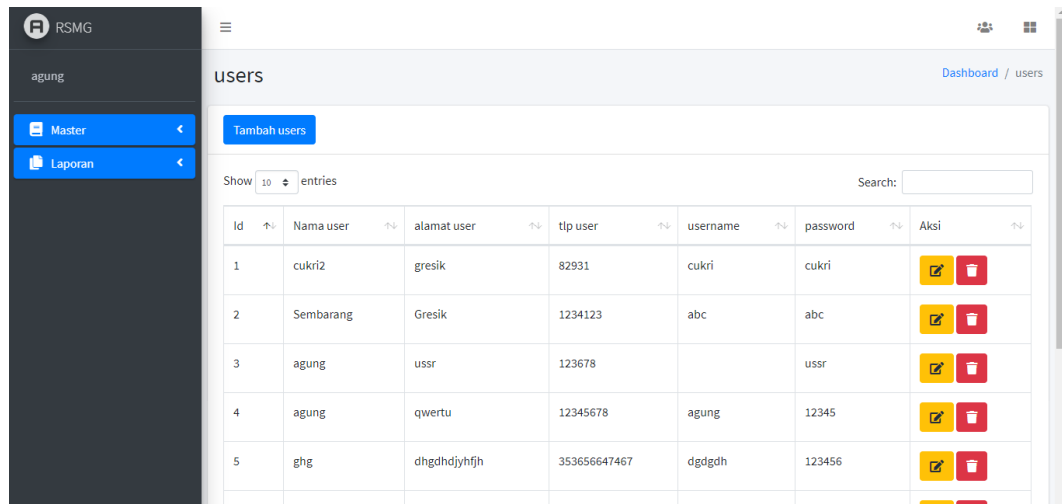 RSMG
agung
users
Dashboard / users
Master
Laporan
Tambah users
Show 10 entries
Search:
Id Nama user alamat user tlp user username password Aksi
1 cukri2 gresik 82931 cukri cukri
2 Sembarang Gresik 1234123 abc abc
3 agung ussr 123678 ussr
4 agung qwertu 12345678 agung 12345
5 ghg dhgdhdjyhfjh 353656647467 dgdgdh 123456